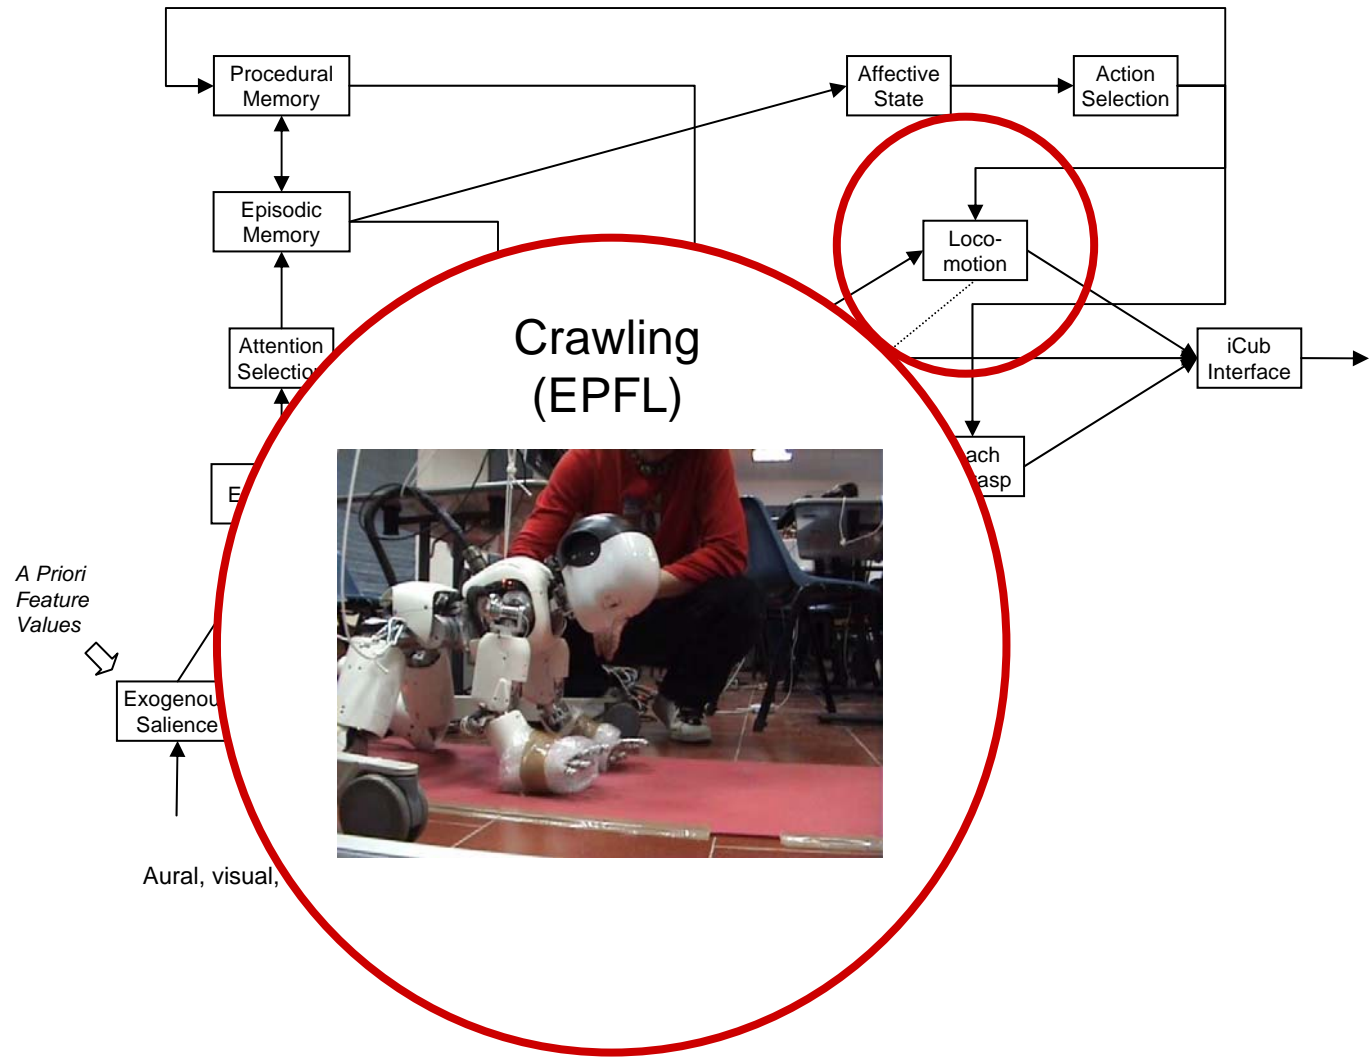 Procedural
Memory
Affective
State
Action
Selection
Episodic
Memory
Loco-
motion
Attention
Selection
iCub
Interface
Crawling
(EPFL)
ach
asp
E
A Priori
Feature
Values
Exogenou
Salience
Aural, visual,